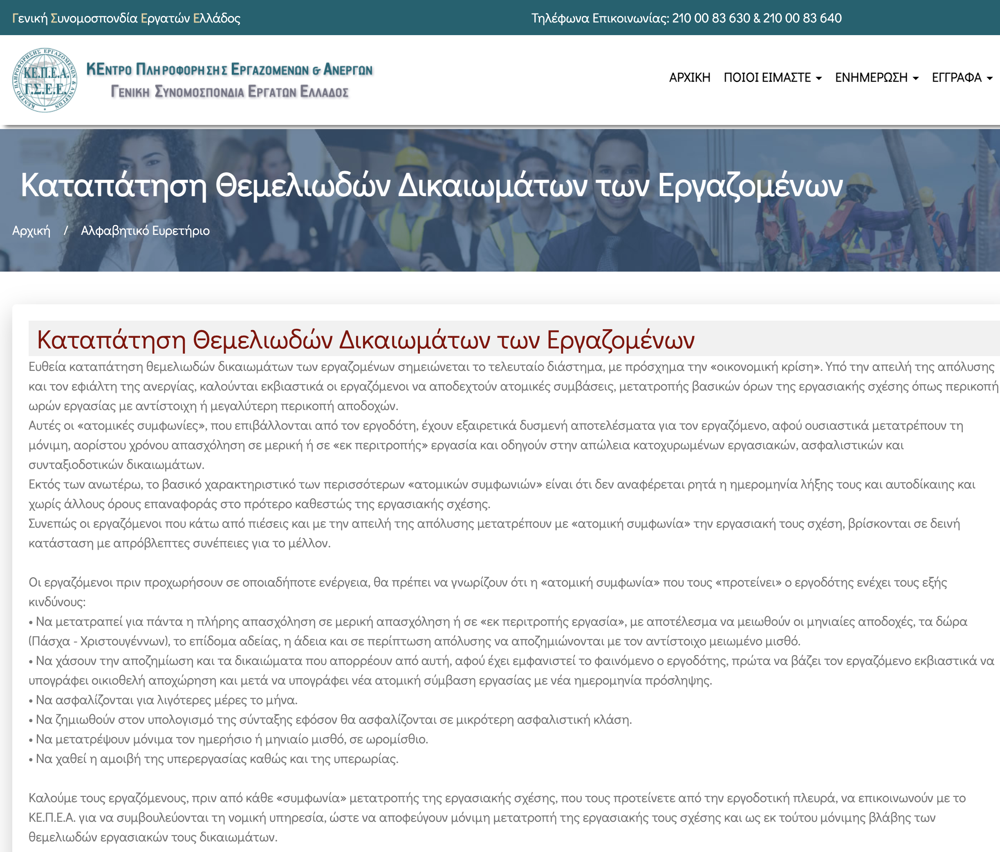 Γενική Συνομοσπονδία Εργατών Ελλάδος
Τηλέφωνα Επικοινωνίας: 210 00 83 630 & 210 00 83 640
ΚΕΝΤΡΟ ΠΛΗΡΟΦΟΡΗΣΗΣ ΕΡΓΑΖΟΜΕΝΩΝ & ΑΝΕΡΓΩΝ
ΚΕ.Π.Ε.Α.
Γ.Σ.Ε.Ε.
ΚΕΝΤΡΟ ΠΛΗΡΟΦΟΡΗΣΗΣ ΕΡΓΑΖΟΜΕΝΩΝ & ΑΝΕΡΓΩΝ
ΓΕΝΙΚΗ ΣΥΝΟΜΟΣΠΟΝΔΙΑ ΕΡΓΑΤΩΝ ΕΛΛΑΔΟΣ
ΑΡΧΙΚΗ ΠΟΙΟΙ ΕΙΜΑΣΤΕ ΕΝΗΜΕΡΩΣΗ ΕΓΓΡΑΦΑ
Καταπάτηση Θεμελιωδών Δικαιωμάτων των Εργαζομένων
Αρχική / Αλφαβητικό Ευρετήριο
Καταπάτηση Θεμελιωδών Δικαιωμάτων των Εργαζομένων
Ευθεία καταπάτηση θεμελιωδών δικαιωμάτων των εργαζομένων σημειώνεται το τελευταίο διάστημα, με πρόσχημα την «οικονομική κρίση». Υπό την απειλή της απόλυσης
και τον εφιάλτη της ανεργίας, καλούνται εκβιαστικά οι εργαζόμενοι να αποδεχτούν ατομικές συμβάσεις, μετατροπής βασικών όρων της εργασιακής σχέσης όπως περικοπή
ωρών εργασίας με αντίστοιχη ή μεγαλύτερη περικοπή αποδοχών.
Αυτές οι «ατομικές συμφωνίες», που επιβάλλονται από τον εργοδότη, έχουν εξαιρετικά δυσμενή αποτελέσματα για τον εργαζόμενο, αφού ουσιαστικά μετατρέπουν τη
μόνιμη, αορίστου χρόνου απασχόληση σε μερική ή σε «εκ περιτροπής» εργασία και οδηγούν στην απώλεια κατοχυρωμένων εργασιακών, ασφαλιστικών και
συνταξιοδοτικών δικαιωμάτων.
Εκτός των ανωτέρω, το βασικό χαρακτηριστικό των περισσότερων «ατομικών συμφωνιών» είναι ότι δεν αναφέρεται ρητά η ημερομηνία λήξης τους και αυτοδίκαιης και
χωρίς άλλους όρους επαναφοράς στο πρότερο καθεστώς της εργασιακής σχέσης.
Συνεπώς οι εργαζόμενοι που κάτω από πιέσεις και με την απειλή της απόλυσης μετατρέπουν με «ατομική συμφωνία» την εργασιακή τους σχέση, βρίσκονται σε δεινή
κατάσταση με απρόβλεπτες συνέπειες για το μέλλον.
Οι εργαζόμενοι πριν προχωρήσουν σε οποιαδήποτε ενέργεια, θα πρέπει να γνωρίζουν ότι η «ατομική συμφωνία» που τους «προτείνει» ο εργοδότης ενέχει τους εξής
κινδύνους:
• Να μετατραπεί για πάντα η πλήρης απασχόληση σε μερική απασχόληση ή σε «εκ περιτροπής εργασία», με αποτέλεσμα να μειωθούν οι μηνιαίες αποδοχές, τα δώρα
(Πάσχα - Χριστουγέννων), το επίδομα αδείας, η άδεια και σε περίπτωση απόλυσης να αποζημιώνονται με τον αντίστοιχο μειωμένο μισθό.
• Να χάσουν την αποζημίωση και τα δικαιώματα που απορρέουν από αυτή, αφού έχει εμφανιστεί το φαινόμενο ο εργοδότης, πρώτα να βάζει τον εργαζόμενο εκβιαστικά να
υπογράφει οικιοθελή αποχώρηση και μετά να υπογράφει νέα ατομική σύμβαση εργασίας με νέα ημερομηνία πρόσληψης.
• Να ασφαλίζονται για λιγότερες μέρες το μήνα.
• Να ζημιωθούν στον υπολογισμό της σύνταξης εφόσον θα ασφαλίζονται σε μικρότερη ασφαλιστική κλάση.
• Να μετατρέψουν μόνιμα τον ημερήσιο ή μηνιαίο μισθό, σε ωρομίσθιο.
• Να χαθεί η αμοιβή της υπερεργασίας καθώς και της υπερωρίας.
Καλούμε τους εργαζόμενους, πριν από κάθε «συμφωνία» μετατροπής της εργασιακής σχέσης, που τους προτείνετε από την εργοδοτική πλευρά, να επικοινωνούν με το
ΚΕ.Π.Ε.Α. για να συμβουλεύονται τη νομική υπηρεσία, ώστε να αποφεύγουν μόνιμη μετατροπή της εργασιακής τους σχέσης και ως εκ τούτου μόνιμης βλάβης των
θεμελιωδών εργασιακών τους δικαιωμάτων.